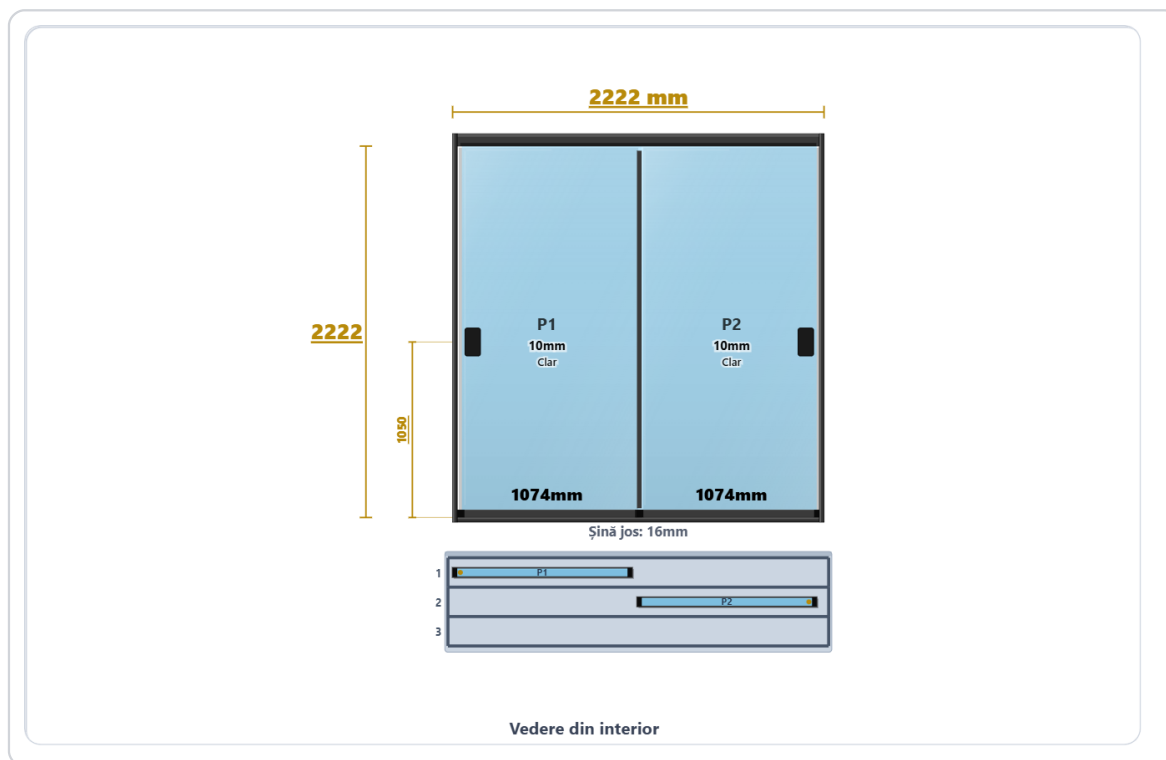 2222 mm
2222
P1
10mm
Clar
P2
10mm
Clar
1050
1074mm
1074mm
Șină jos: 16mm
1
P1
2
P2
3
Vedere din interior